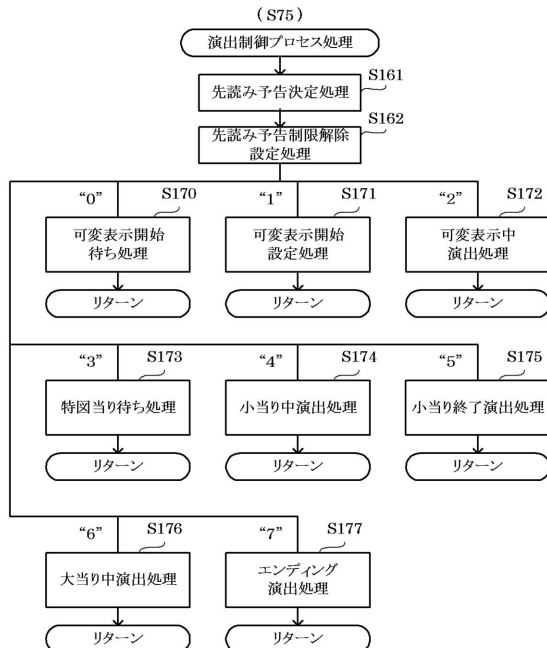 (S75)
演出制御プロセス処理
S161
先読み予告決定処理
S162
先読み予告制限解除
設定処理
“0”
S170
可変表示開始
待ち処理
リターン
“1”
S171
可変表示開始
設定処理
リターン
“2”
S172
可変表示中
演出処理
リターン
“3”
S173
特図当り待ち処理
リターン
“4”
S174
小当り中演出処理
リターン
“5”
S175
小当り終了演出処理
リターン
“6”
S176
大当り中演出処理
リターン
“7”
S177
エンディング
演出処理
リターン